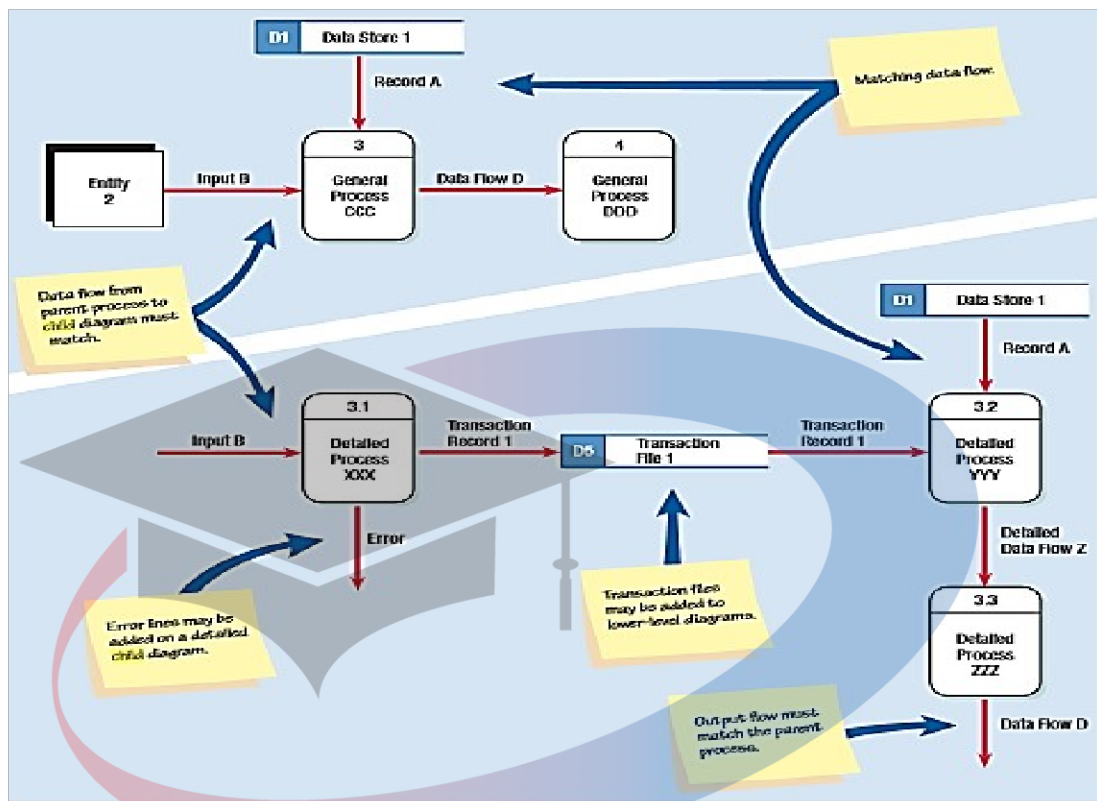 D1 Data Store 1
Record A
Matching data flow.
3
General
Process
CCC
4
General
Process
DDD
Entity
2
Input B
Data Flow D
Data flow from
parent process to
child diagram must
match.
D1 Data Store 1
Record A
3.1
Detailed
Process
XXX
Input B
Transaction
Record 1
D5 Transaction
File 1
Transaction
Record 1
3.2
Detailed
Process
YYY
Error
Detailed
Data Flow Z
Error lines may be
added on a detailed
child diagram.
Transaction files
may be added to
lower-level diagrams.
3.3
Detailed
Process
ZZZ
Output flow must
match the parent
process.
Data Flow D